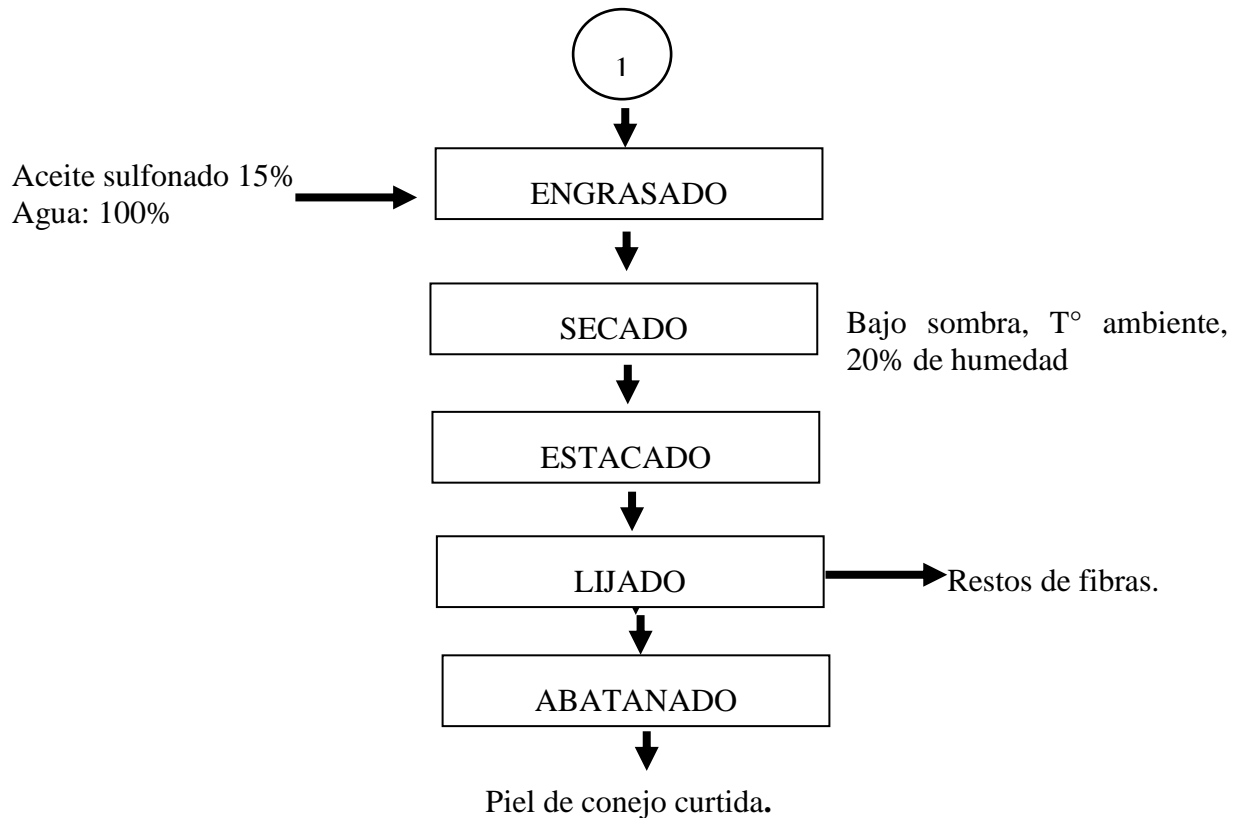 1
Aceite sulfonado 15%
Agua: 100%
ENGRASADO
SECADO
Bajo sombra, T° ambiente,
20% de humedad
ESTACADO
LIJADO
Restos de fibras.
ABATANADO
Piel de conejo curtida.